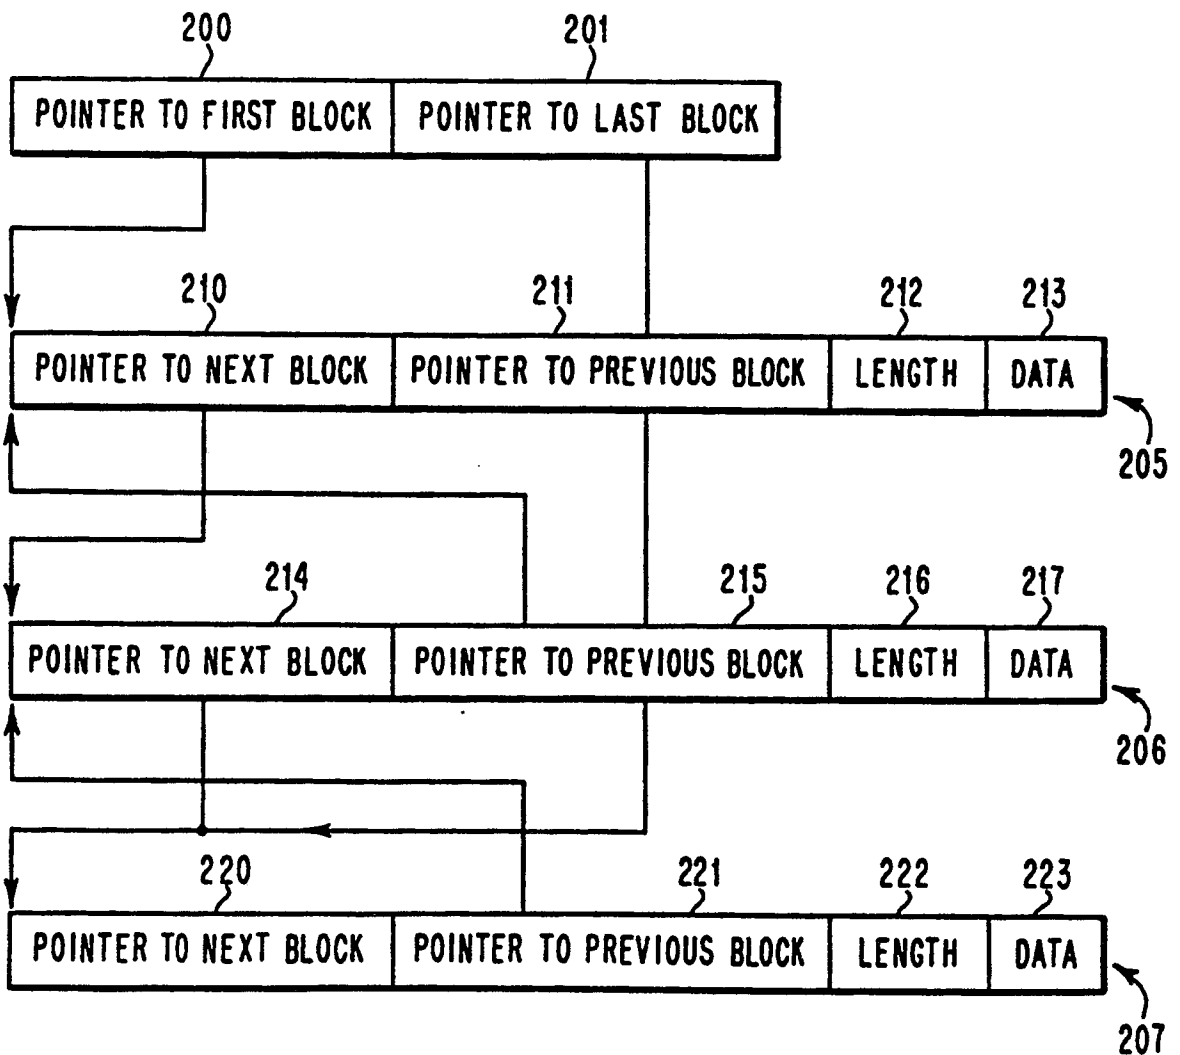 200 201
POINTER TO FIRST BLOCK POINTER TO LAST BLOCK
210 211 212 213
POINTER TO NEXT BLOCK POINTER TO PREVIOUS BLOCK LENGTH DATA
205
214 215 216 217
POINTER TO NEXT BLOCK POINTER TO PREVIOUS BLOCK LENGTH DATA
206
220 221 222 223
POINTER TO NEXT BLOCK POINTER TO PREVIOUS BLOCK LENGTH DATA
207